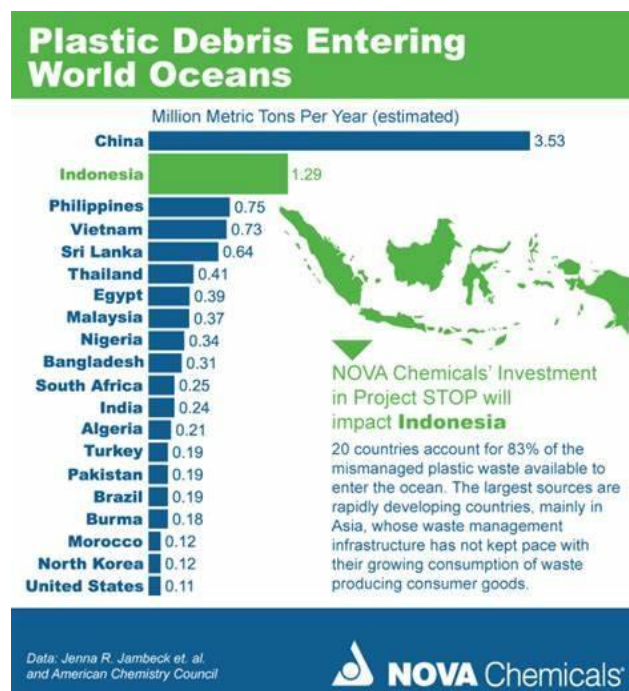 Plastic Debris Entering
World Oceans
Million Metric Tons Per Year (estimated)
China 3.53
Indonesia 1.29
Philippines 0.75
Vietnam 0.73
Sri Lanka 0.64
Thailand 0.41
Egypt 0.39
Malaysia 0.37
Nigeria 0.34
Bangladesh 0.31
South Africa 0.25
India 0.24
Algeria 0.21
Turkey 0.19
Pakistan 0.19
Brazil 0.19
Burma 0.18
Morocco 0.12
North Korea 0.12
United States 0.11
NOVA Chemicals' Investment
in Project STOP will
impact Indonesia
20 countries account for 83% of the
mismanaged plastic waste available to
enter the ocean. The largest sources are
rapidly developing countries, mainly in
Asia, whose waste management
infrastructure has not kept pace with
their growing consumption of waste
producing consumer goods.
Data: Jenna R. Jambeck et. al.
and American Chemistry Council
NOVA Chemicals